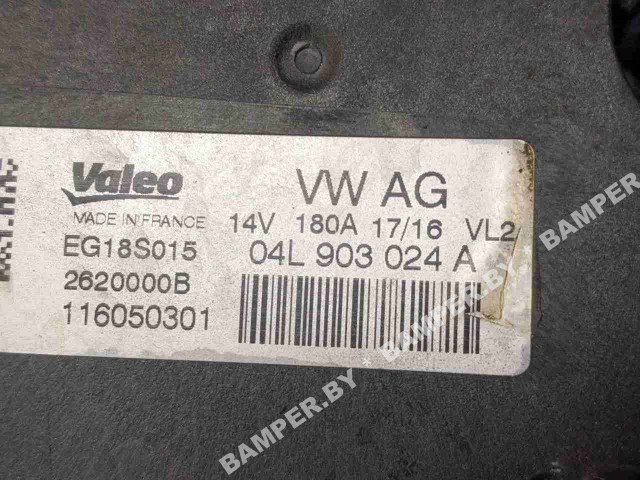 Valeo
MADE IN FRANCE
EG18S015
2620000B
116050301
VW AG
14V 180A 17/16 VL2
04L 903 024 A
BAMPER.BY * BAMPER.BY * BAMPER.BY